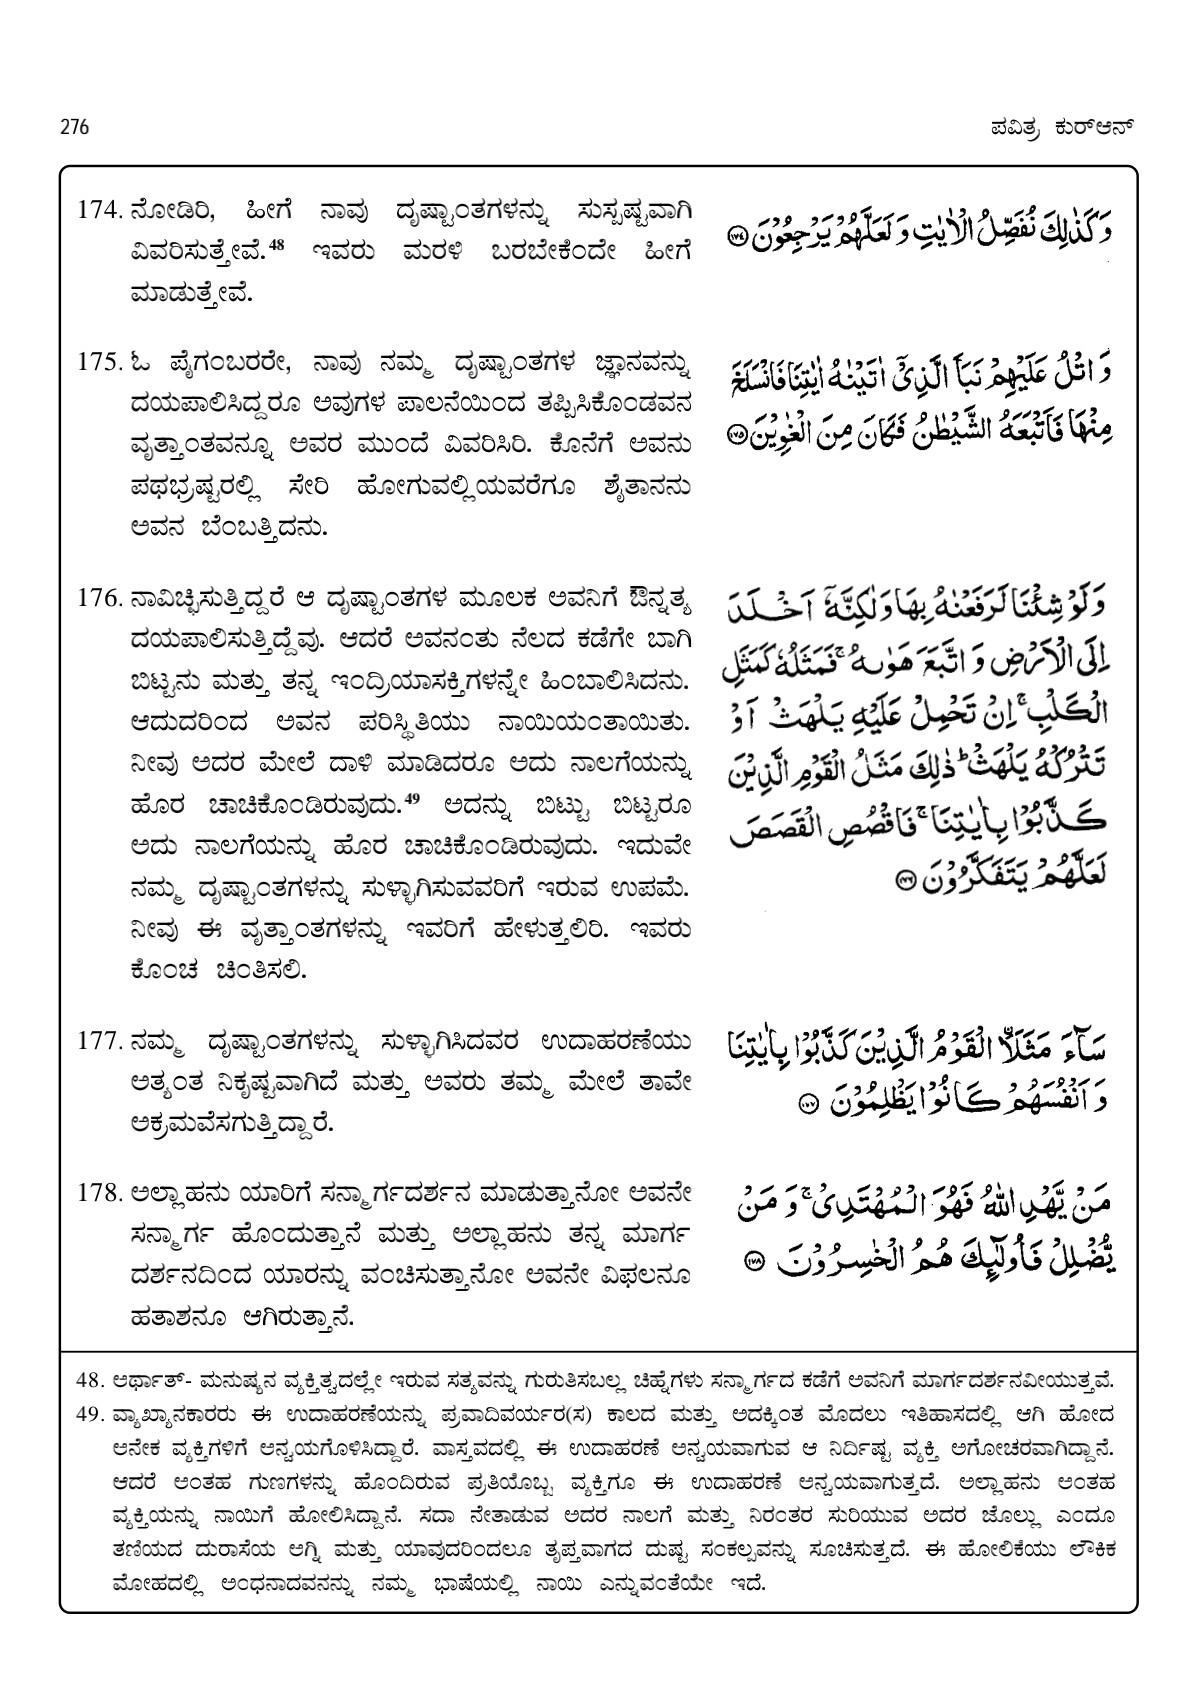 276
ಪವಿತ್ರ ಕುರ್‌ಆನ್
174. ನೋಡಿರಿ, ಹೀಗೆ ನಾವು ದೃಷ್ಟಾಂತಗಳನ್ನು ಸುಸ್ಪಷ್ಟವಾಗಿ
ವಿವರಿಸುತ್ತೇವೆ.48 ಇವರು ಮರಳಿ ಬರಬೇಕೆಂದೇ ಹೀಗೆ
ಮಾಡುತ್ತೇವೆ.
وَكَذٰلِكَ نُفَصِّلُ الْاٰيٰتِ وَلَعَلَّهُمْ يَرْجِعُوْنَ ۝۱۷۴
175. ಓ ಪೈಗಂಬರರೇ, ನಾವು ನಮ್ಮ ದೃಷ್ಟಾಂತಗಳ ಜ್ಞಾನವನ್ನು
ದಯಪಾಲಿಸಿದ್ದರೂ ಅವುಗಳ ಪಾಲನೆಯಿಂದ ತಪ್ಪಿಸಿಕೊಂಡವನ
ವೃತ್ತಾಂತವನ್ನೂ ಅವರ ಮುಂದೆ ವಿವರಿಸಿರಿ. ಕೊನೆಗೆ ಅವನು
ಪಥಭ್ರಷ್ಟರಲ್ಲಿ ಸೇರಿ ಹೋಗುವಲ್ಲಿಯವರೆಗೂ ಶೈತಾನನು
ಅವನ ಬೆಂಬತ್ತಿದನು.
وَاتْلُ عَلَيْهِمْ نَبَاَ الَّذِيْۤ اٰتَيْنٰهُ اٰيٰتِنَا فَانْسَلَخَ
مِنْهَا فَاَتْبَعَهُ الشَّيْطٰنُ فَكَانَ مِنَ الْغٰوِيْنَ ۝۱۷۵
176. ನಾವಿಚ್ಛಿಸುತ್ತಿದ್ದರೆ ಆ ದೃಷ್ಟಾಂತಗಳ ಮೂಲಕ ಅವನಿಗೆ ಔನ್ನತ್ಯ
ದಯಪಾಲಿಸುತ್ತಿದ್ದೆವು. ಆದರೆ ಅವನಂತು ನೆಲದ ಕಡೆಗೇ ಬಾಗಿ
ಬಿಟ್ಟನು ಮತ್ತು ತನ್ನ ಇಂದ್ರಿಯಾಸಕ್ತಿಗಳನ್ನೇ ಹಿಂಬಾಲಿಸಿದನು.
ಆದುದರಿಂದ ಅವನ ಪರಿಸ್ಥಿತಿಯು ನಾಯಿಯಂತಾಯಿತು.
ನೀವು ಅದರ ಮೇಲೆ ದಾಳಿ ಮಾಡಿದರೂ ಅದು ನಾಲಗೆಯನ್ನು
ಹೊರ ಚಾಚಿಕೊಂಡಿರುವುದು.49 ಅದನ್ನು ಬಿಟ್ಟು ಬಿಟ್ಟರೂ
ಅದು ನಾಲಗೆಯನ್ನು ಹೊರ ಚಾಚಿಕೊಂಡಿರುವುದು. ಇದುವೇ
ನಮ್ಮ ದೃಷ್ಟಾಂತಗಳನ್ನು ಸುಳ್ಳಾಗಿಸುವವರಿಗೆ ಇರುವ ಉಪಮೆ.
ನೀವು ಈ ವೃತ್ತಾಂತಗಳನ್ನು ಇವರಿಗೆ ಹೇಳುತ್ತಲಿರಿ. ಇವರು
ಕೊಂಚ ಚಿಂತಿಸಲಿ.
وَلَوْ شِئْنَا لَرَفَعْنٰهُ بِهَا وَلٰكِنَّهٗۤ اَخْلَدَ
اِلَى الْاَرْضِ وَاتَّبَعَ هَوٰىهُ ۚ فَمَثَلُهٗ كَمَثَلِ
الْكَلْبِ ۚ اِنْ تَحْمِلْ عَلَيْهِ يَلْهَثْ اَوْ
تَتْرُكْهُ يَلْهَثْ ؕ ذٰلِكَ مَثَلُ الْقَوْمِ الَّذِيْنَ
كَذَّبُوْا بِاٰيٰتِنَا ۚ فَاقْصُصِ الْقَصَصَ
لَعَلَّهُمْ يَتَفَكَّرُوْنَ ۝۱۷۶
177. ನಮ್ಮ ದೃಷ್ಟಾಂತಗಳನ್ನು ಸುಳ್ಳಾಗಿಸಿದವರ ಉದಾಹರಣೆಯು
ಅತ್ಯಂತ ನಿಕೃಷ್ಟವಾಗಿದೆ ಮತ್ತು ಅವರು ತಮ್ಮ ಮೇಲೆ ತಾವೇ
ಅಕ್ರಮವೆಸಗುತ್ತಿದ್ದಾರೆ.
سَآءَ مَثَلَاْ الْقَوْمُ الَّذِيْنَ كَذَّبُوْا بِاٰيٰتِنَا
وَاَنْفُسَهُمْ كَانُوْا يَظْلِمُوْنَ ۝۱۷۷
178. ಅಲ್ಲಾಹನು ಯಾರಿಗೆ ಸನ್ಮಾರ್ಗದರ್ಶನ ಮಾಡುತ್ತಾನೋ ಅವನೇ
ಸನ್ಮಾರ್ಗ ಹೊಂದುತ್ತಾನೆ ಮತ್ತು ಅಲ್ಲಾಹನು ತನ್ನ ಮಾರ್ಗ
ದರ್ಶನದಿಂದ ಯಾರನ್ನು ವಂಚಿಸುತ್ತಾನೋ ಅವನೇ ವಿಫಲನೂ
ಹತಾಶನೂ ಆಗಿರುತ್ತಾನೆ.
مَنْ يَّهْدِ اللّٰهُ فَهُوَ الْمُهْتَدِيْ ۚ وَمَنْ
يُّضْلِلْ فَاُولٰٓئِكَ هُمُ الْخٰسِرُوْنَ ۝۱۷۸
48. ಅರ್ಥಾತ್- ಮನುಷ್ಯನ ವ್ಯಕ್ತಿತ್ವದಲ್ಲೇ ಇರುವ ಸತ್ಯವನ್ನು ಗುರುತಿಸಬಲ್ಲ ಚಿಹ್ನೆಗಳು ಸನ್ಮಾರ್ಗದ ಕಡೆಗೆ ಅವನಿಗೆ ಮಾರ್ಗದರ್ಶನವೀಯುತ್ತವೆ.
49. ವ್ಯಾಖ್ಯಾನಕಾರರು ಈ ಉದಾಹರಣೆಯನ್ನು ಪ್ರವಾದಿವರ್ಯರ(ಸ) ಕಾಲದ ಮತ್ತು ಅದಕ್ಕಿಂತ ಮೊದಲು ಇತಿಹಾಸದಲ್ಲಿ ಆಗಿ ಹೋದ
ಅನೇಕ ವ್ಯಕ್ತಿಗಳಿಗೆ ಅನ್ವಯಗೊಳಿಸಿದ್ದಾರೆ. ವಾಸ್ತವದಲ್ಲಿ ಈ ಉದಾಹರಣೆ ಅನ್ವಯವಾಗುವ ಆ ನಿರ್ದಿಷ್ಟ ವ್ಯಕ್ತಿ ಅಗೋಚರವಾಗಿದ್ದಾನೆ.
ಆದರೆ ಅಂತಹ ಗುಣಗಳನ್ನು ಹೊಂದಿರುವ ಪ್ರತಿಯೊಬ್ಬ ವ್ಯಕ್ತಿಗೂ ಈ ಉದಾಹರಣೆ ಅನ್ವಯವಾಗುತ್ತದೆ. ಅಲ್ಲಾಹನು ಅಂತಹ
ವ್ಯಕ್ತಿಯನ್ನು ನಾಯಿಗೆ ಹೋಲಿಸಿದ್ದಾನೆ. ಸದಾ ನೇತಾಡುವ ಅದರ ನಾಲಗೆ ಮತ್ತು ನಿರಂತರ ಸುರಿಯುವ ಅದರ ಜೊಲ್ಲು ಎಂದೂ
ತಣಿಯದ ದುರಾಸೆಯ ಅಗ್ನಿ ಮತ್ತು ಯಾವುದರಿಂದಲೂ ತೃಪ್ತವಾಗದ ದುಷ್ಟ ಸಂಕಲ್ಪವನ್ನು ಸೂಚಿಸುತ್ತದೆ. ಈ ಹೋಲಿಕೆಯು ಲೌಕಿಕ
ಮೋಹದಲ್ಲಿ ಅಂಧನಾದವನನ್ನು ನಮ್ಮ ಭಾಷೆಯಲ್ಲಿ ನಾಯಿ ಎನ್ನುವಂತೆಯೇ ಇದೆ.